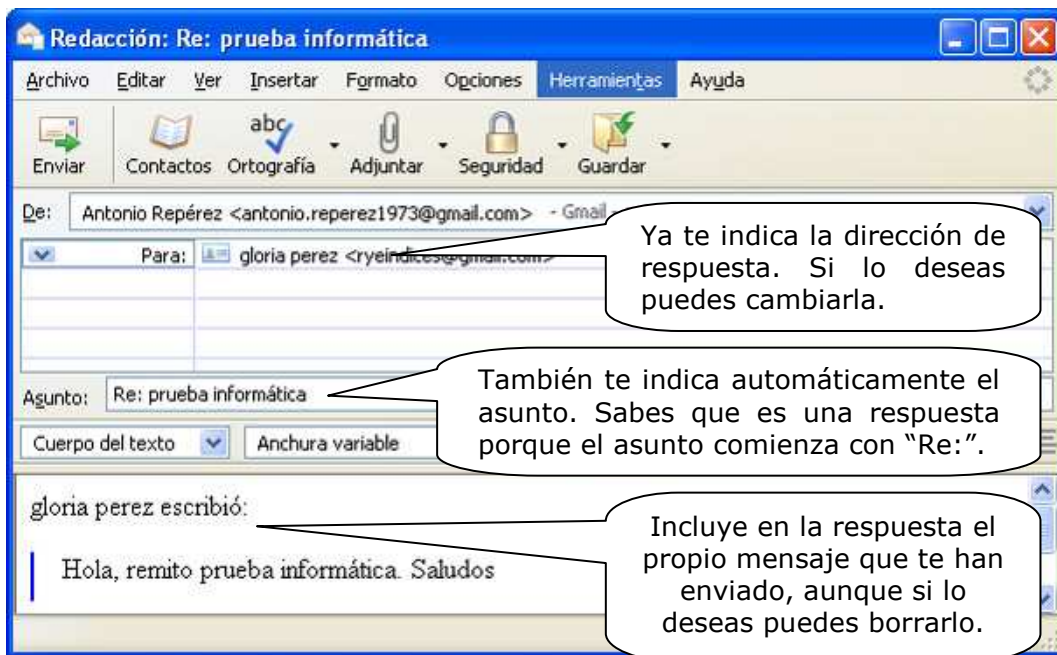 Redacción: Re: prueba informática
Archivo Editar Ver Insertar Formato Opciones Herramientas Ayuda
Enviar Contactos Ortografía Adjuntar Seguridad Guardar
De: Antonio Repérez <antonio.reperez1973@gmail.com> - Gmail
Para: gloria perez <ryeindices@gmail.com>
Ya te indica la dirección de
respuesta. Si lo deseas
puedes cambiarla.
Asunto: Re: prueba informática
También te indica automáticamente el
asunto. Sabes que es una respuesta
porque el asunto comienza con “Re:”.
Cuerpo del texto Anchura variable
gloria perez escribió:
Hola, remito prueba informática. Saludos
Incluye en la respuesta el
propio mensaje que te han
enviado, aunque si lo
deseas puedes borrarlo.